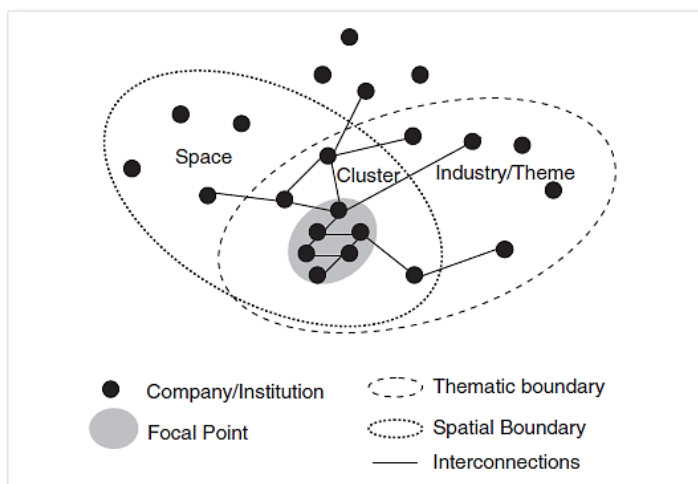 Space
Cluster
Industry/Theme
Company/Institution
Focal Point
Thematic boundary
Spatial Boundary
Interconnections